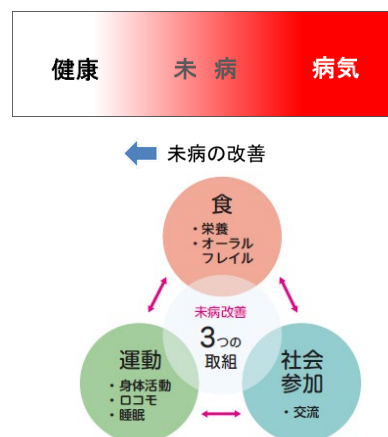 健康 未病 病気
未病の改善
食
・栄養
・オーラル
フレイル
未病改善
3つの
取組
運動
・身体活動
・ロコモ
・睡眠
社会
参加
・交流